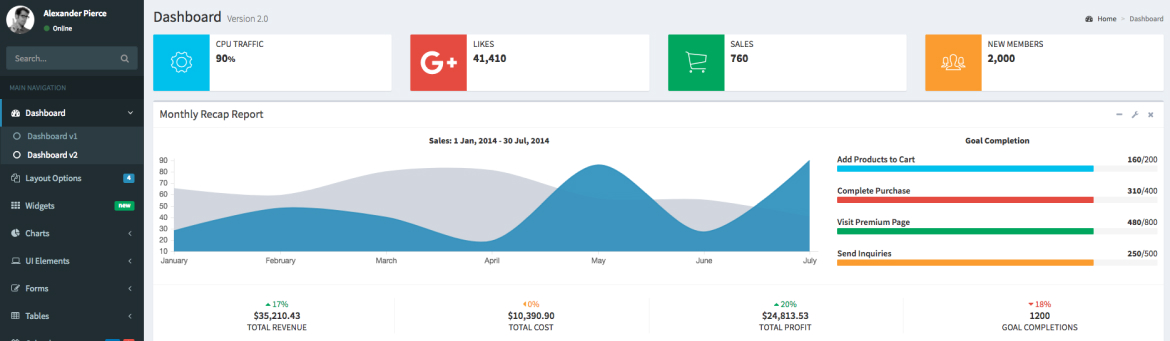 Alexander Pierce
Online
Search...
MAIN NAVIGATION
Dashboard
Dashboard v1
Dashboard v2
Layout Options 4
Widgets new
Charts
UI Elements
Forms
Tables
Dashboard Version 2.0
Home > Dashboard
CPU TRAFFIC
90%
G+
LIKES
41,410
SALES
760
NEW MEMBERS
2,000
Monthly Recap Report
Sales: 1 Jan, 2014 - 30 Jul, 2014
90
80
70
60
50
40
30
20
10
January February March April May June July
Goal Completion
Add Products to Cart 160/200
Complete Purchase 310/400
Visit Premium Page 480/800
Send Inquiries 250/500
17%
$35,210.43
TOTAL REVENUE
0%
$10,390.90
TOTAL COST
20%
$24,813.53
TOTAL PROFIT
18%
1200
GOAL COMPLETIONS